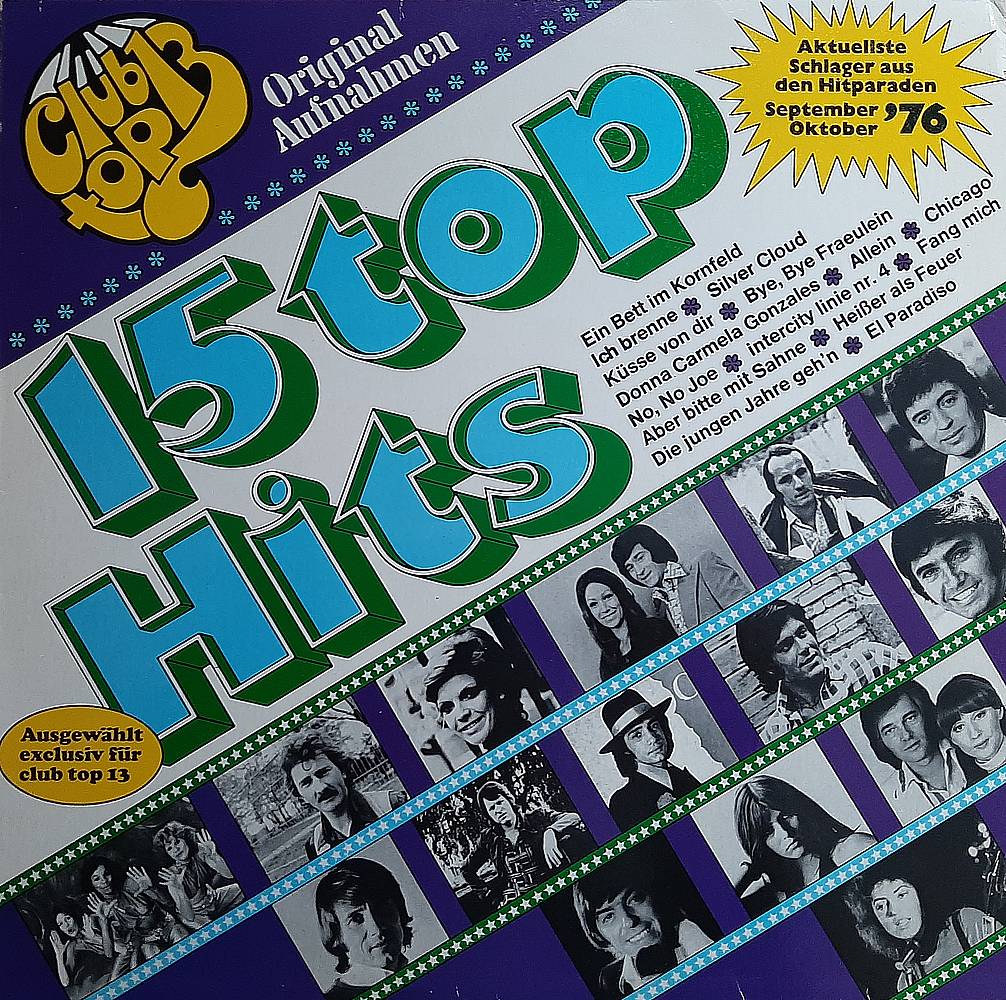 Club 13
top
Original
Aufnahmen
Aktuellste
Schlager aus
den Hitparaden
September '76
Oktober
15 top
Hits
Ein Bett im Kornfeld
Ich brenne ✽ Silver Cloud
Küsse von dir ✽ Bye, Bye Fraeulein
Donna Carmela Gonzales ✽ Allein ✽ Chicago
No, No Joe ✽ intercity linie nr. 4 ✽ Fang mich
Aber bitte mit Sahne ✽ Heißer als Feuer
Die jungen Jahre geh'n ✽ El Paradiso
Ausgewählt
exclusiv für
club top 13